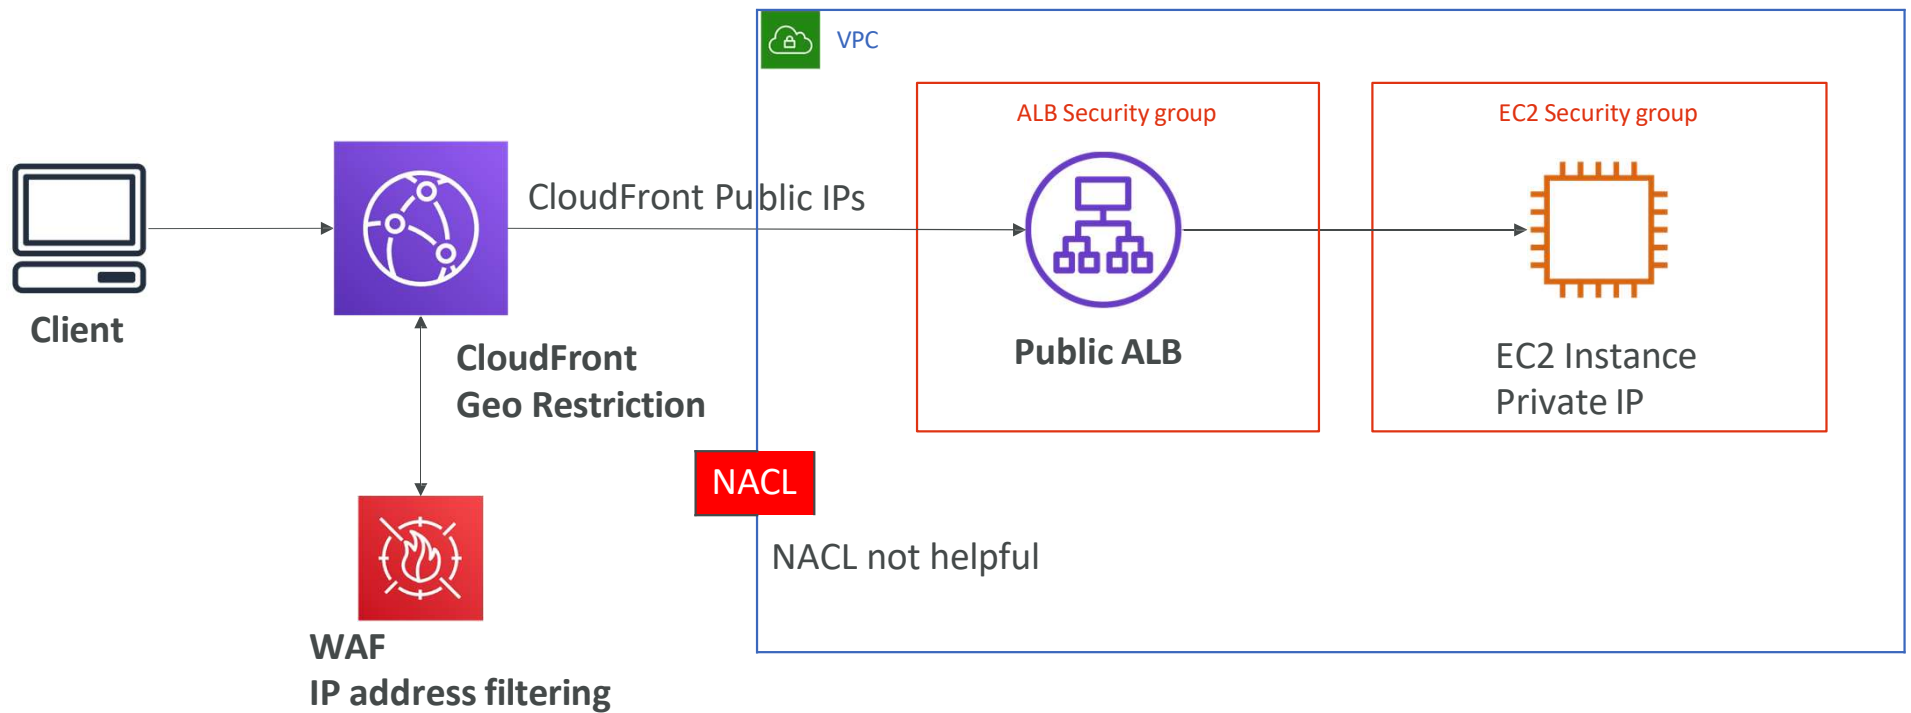 VPC
ALB Security group
EC2 Security group
CloudFront Public IPs
Client
CloudFront
Geo Restriction
Public ALB
EC2 Instance
Private IP
NACL
NACL not helpful
WAF
IP address filtering